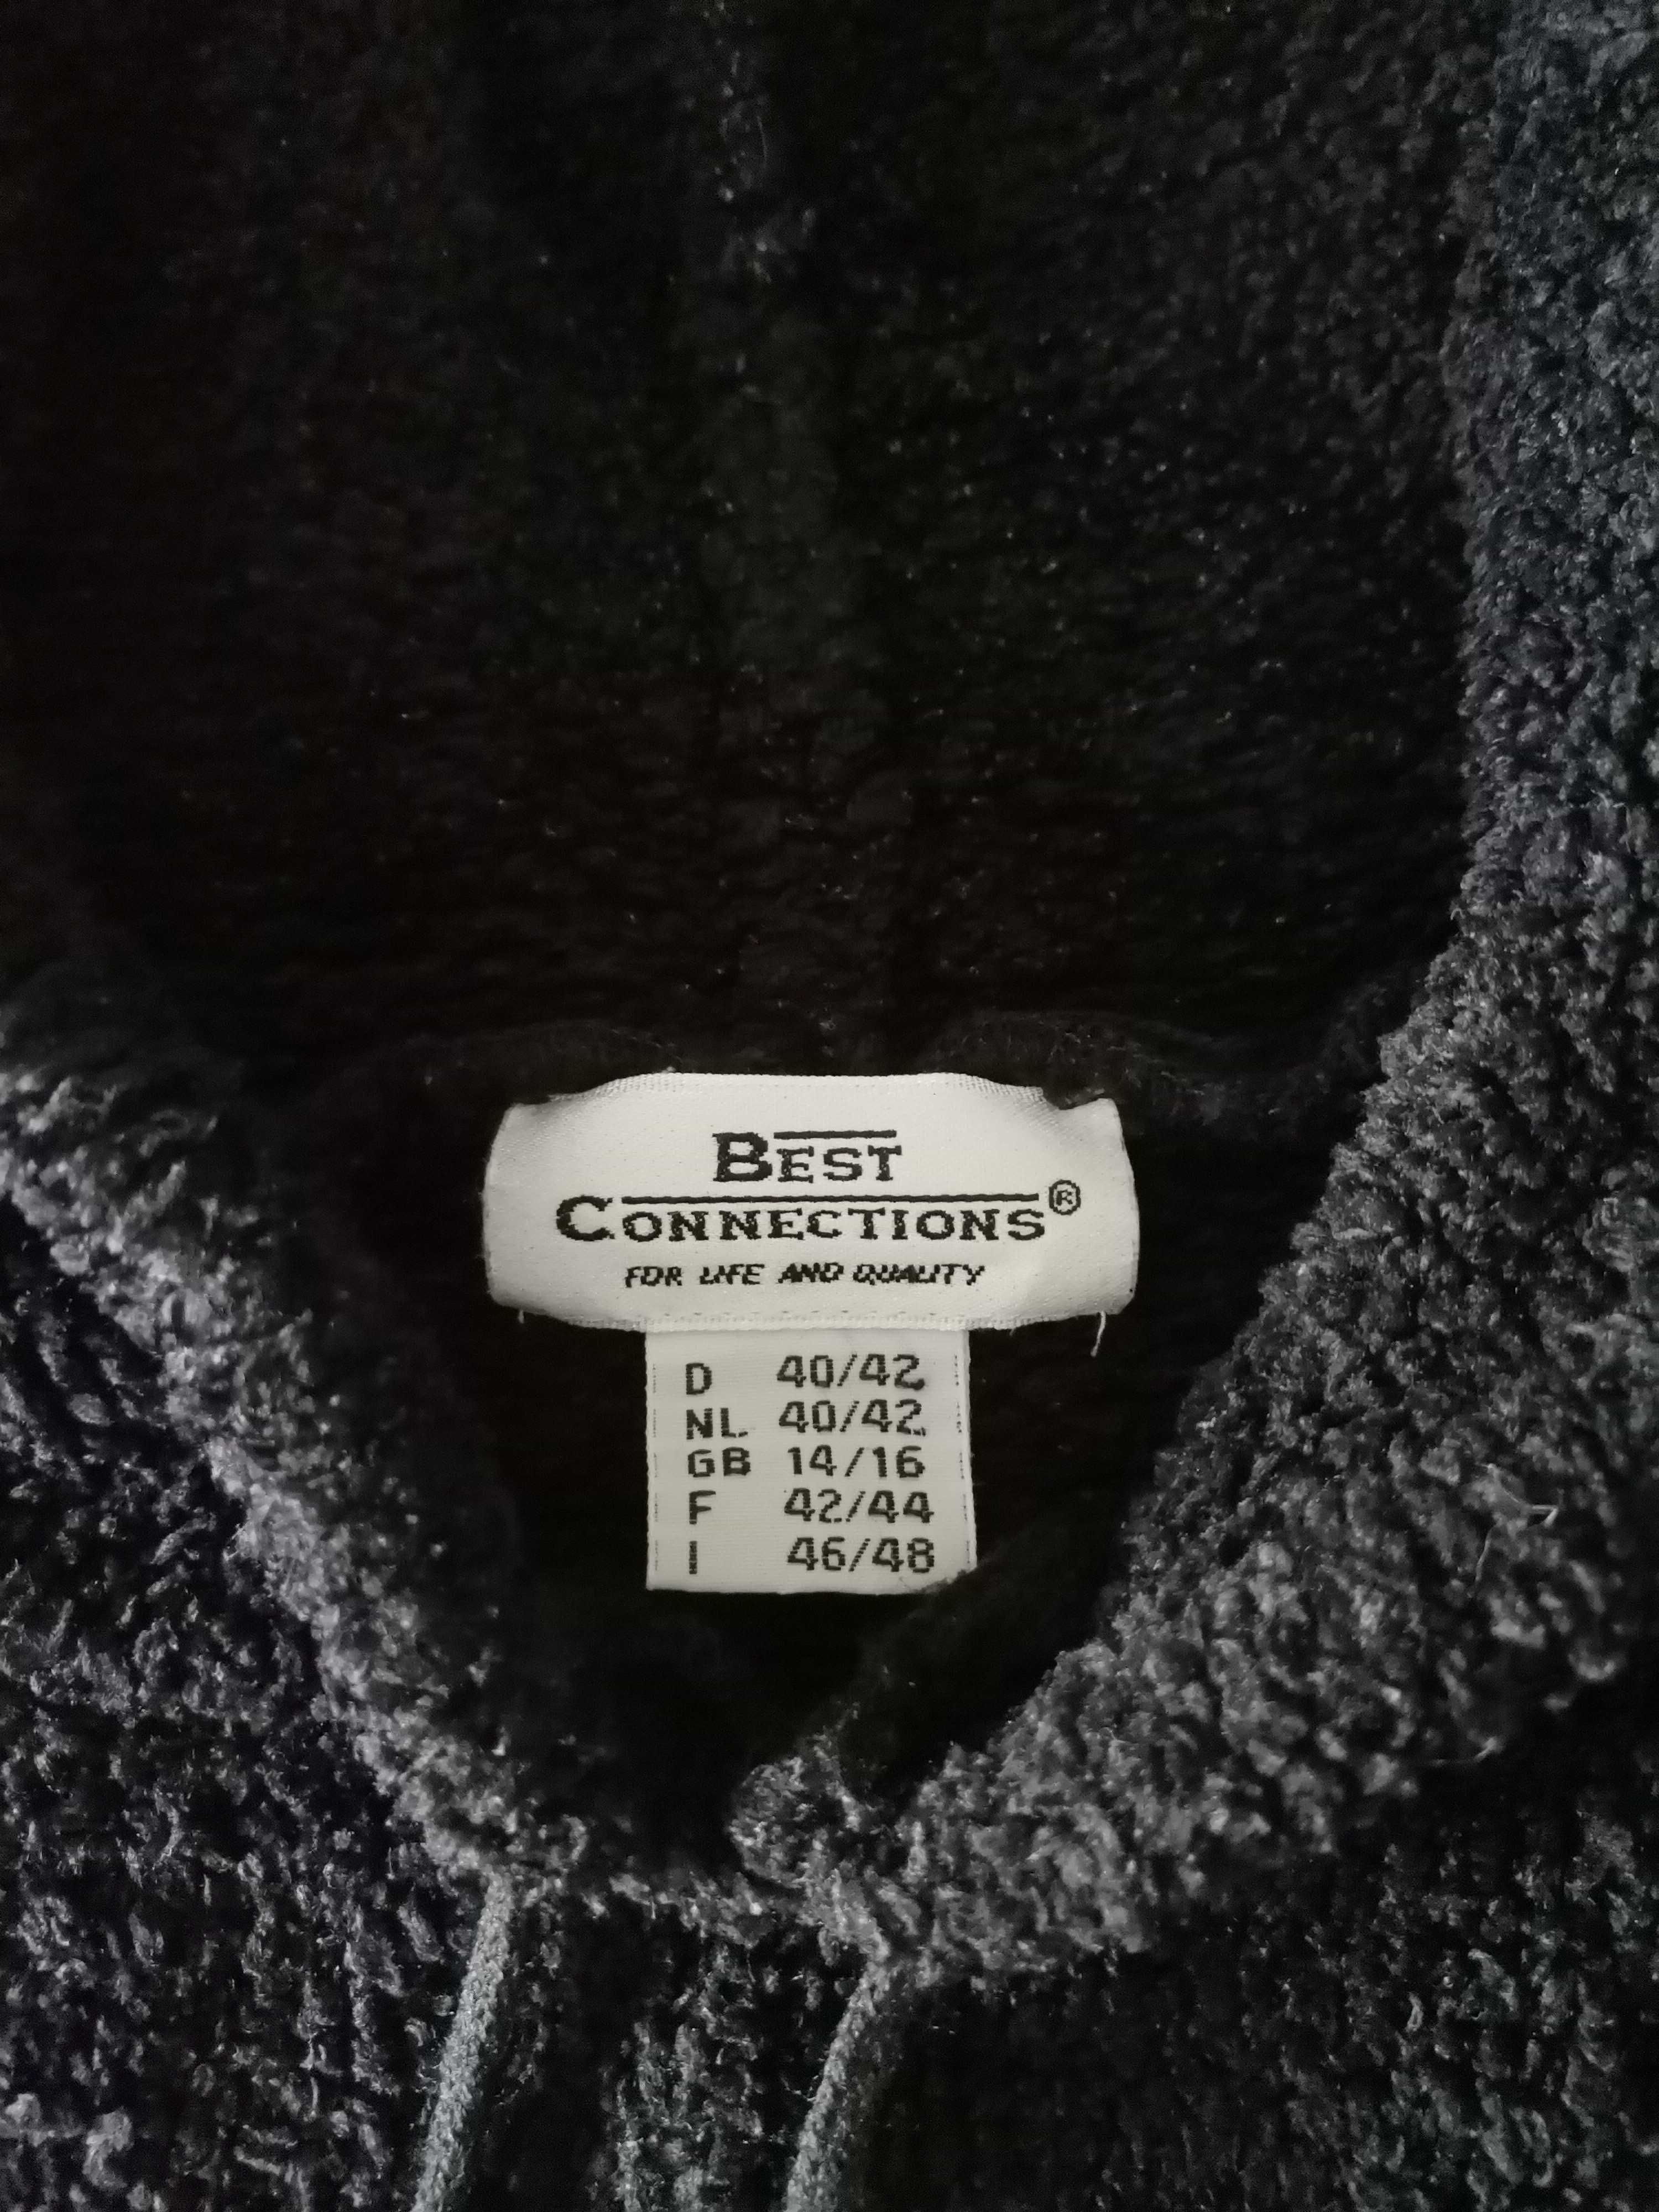 BEST
CONNECTIONS®
FOR LIFE AND QUALITY
D 40/42
NL 40/42
GB 14/16
F 42/44
I 46/48